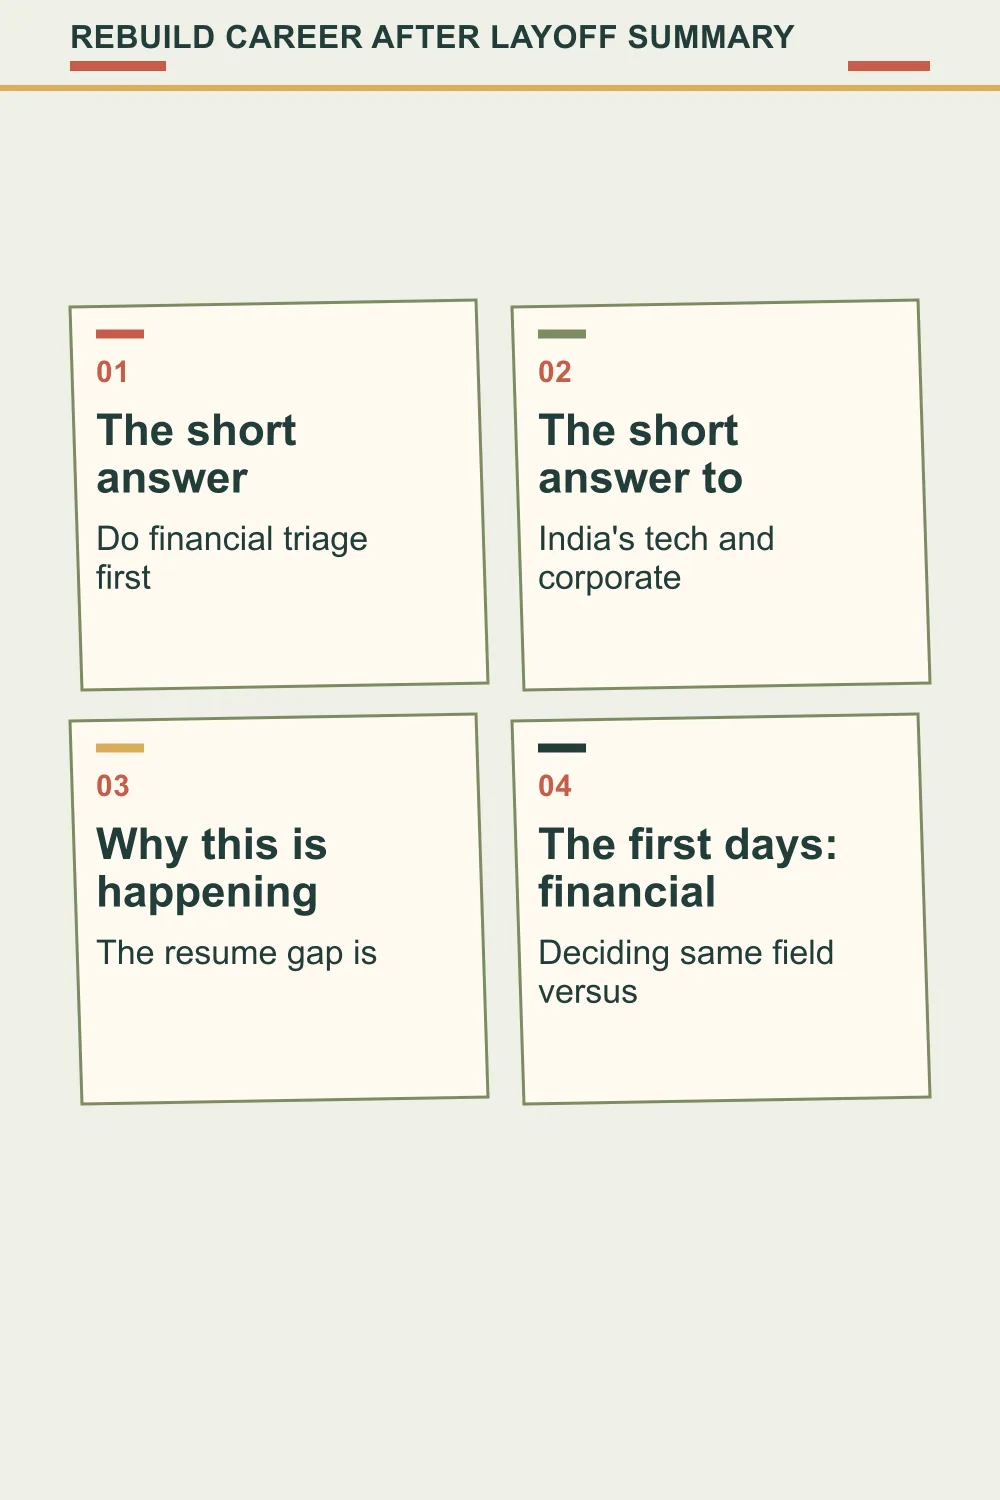 REBUILD CAREER AFTER LAYOFF SUMMARY
01
The short
answer
Do financial triage
first
02
The short
answer to
India's tech and
corporate
03
Why this is
happening
The resume gap is
04
The first days:
financial
Deciding same field
versus